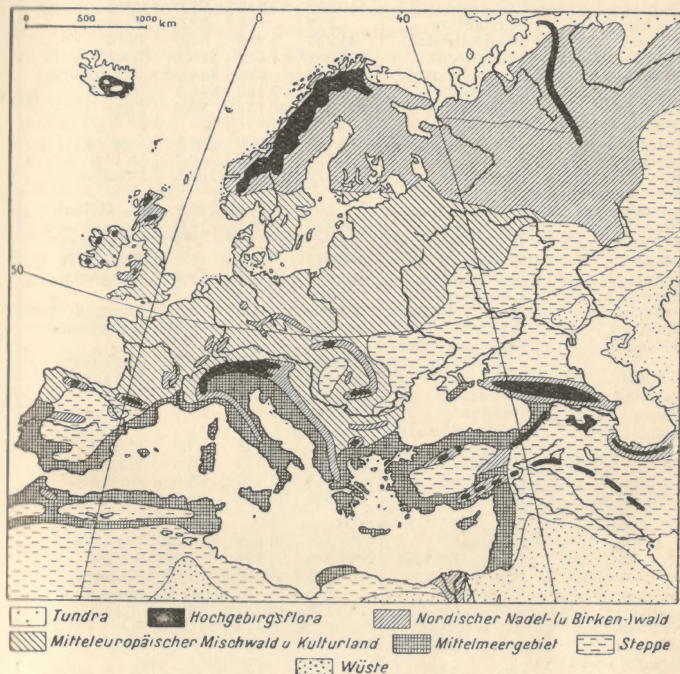 0 500 1000 km
0
40
50
Tundra Hochgebirgsflora Nordischer Nadel-(u Birken-)wald
Mitteleuropäischer Mischwald u Kulturland Mittelmeergebiet Steppe
Wüste